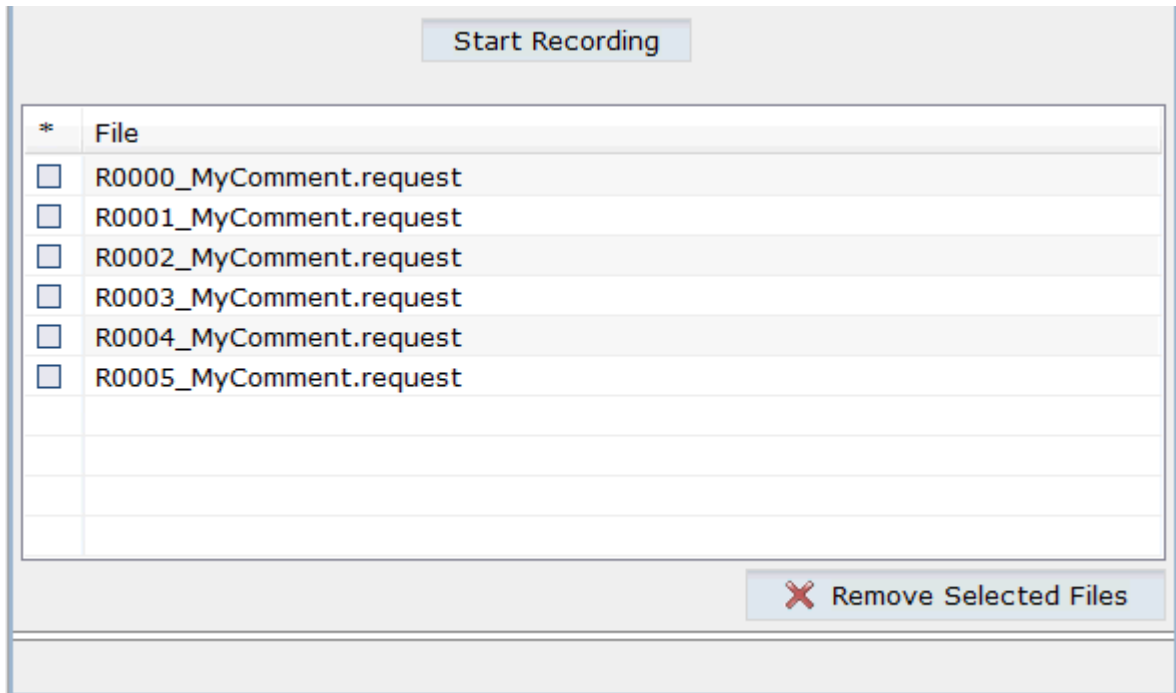 Start Recording
* File
R0000_MyComment.request
R0001_MyComment.request
R0002_MyComment.request
R0003_MyComment.request
R0004_MyComment.request
R0005_MyComment.request
Remove Selected Files